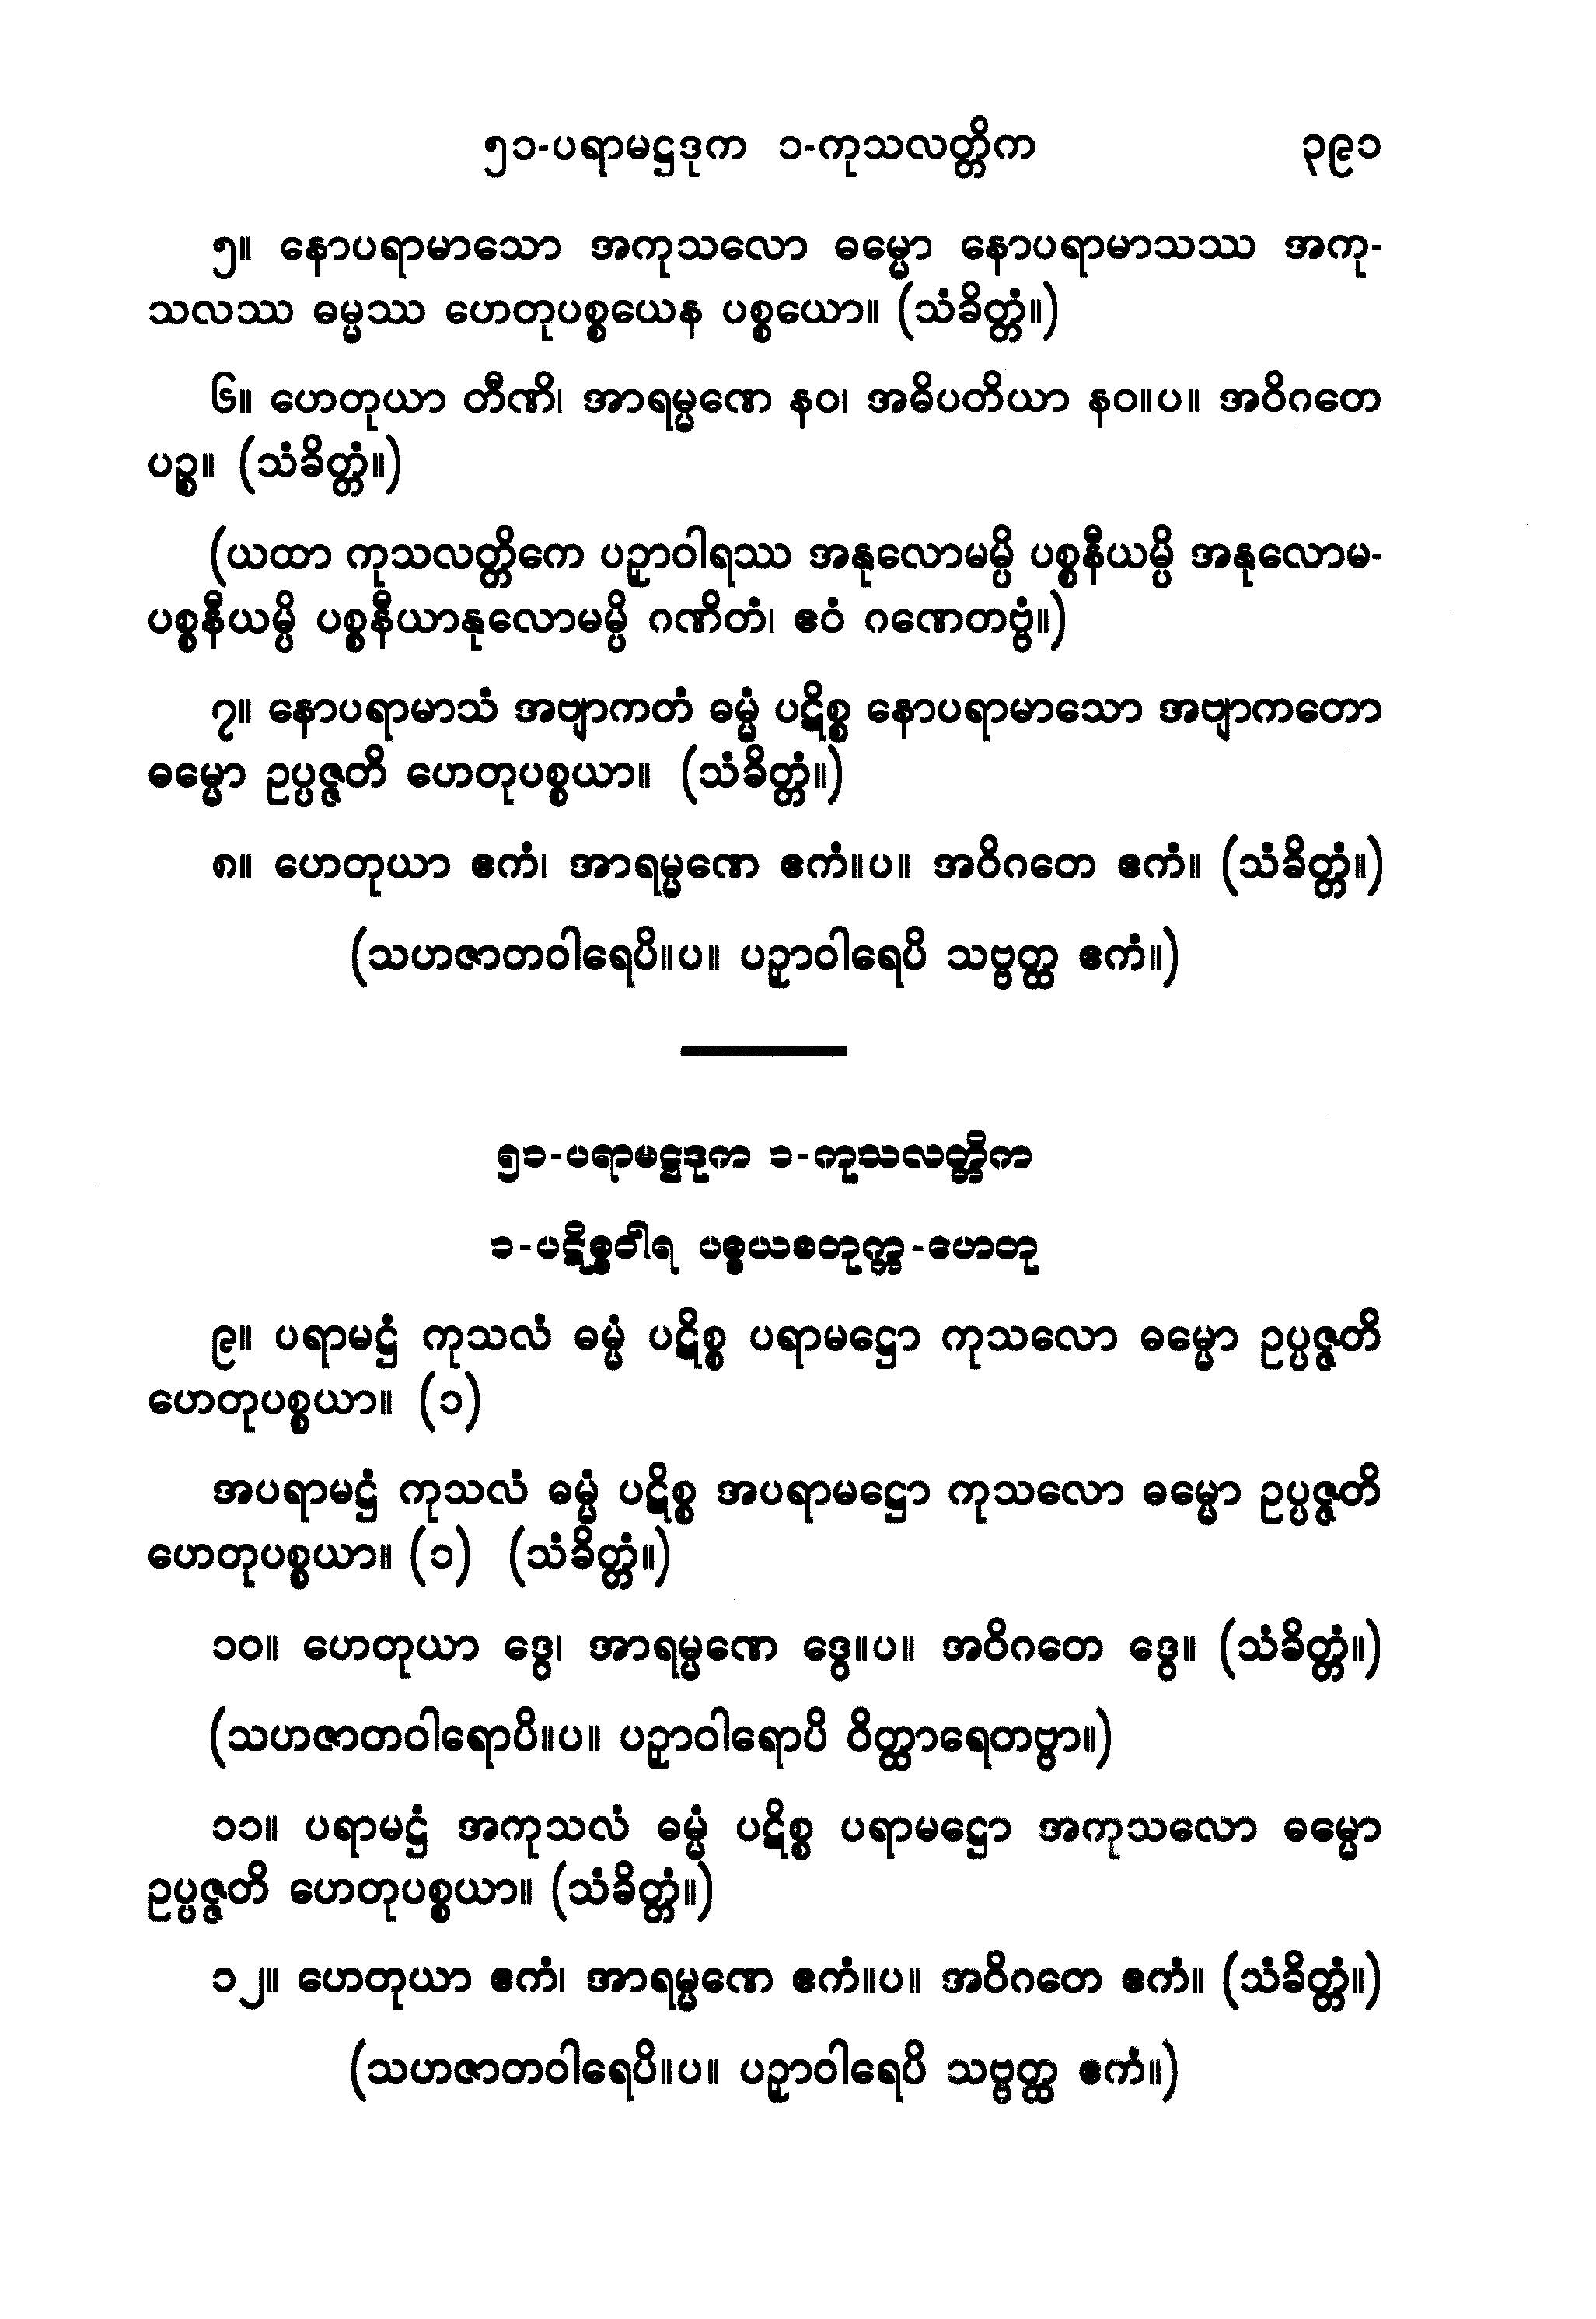 ၅၁-ပရာမဋ္ဌဒုက ၁-ကုသလတ္တိက ၃၉၁
၅။ နောပရာမာသော အကုသလော ဓမ္မော နောပရာမာသဿ အကု-
သလဿ ဓမ္မဿ ဟေတုပစ္စယေန ပစ္စယော။ (သံခိတ္တံ။)
၆။ ဟေတုယာ တီဏိ၊ အာရမ္မဏေ နဝ၊ အဓိပတိယာ နဝ။ပ။ အဝိဂတေ
ပဉ္စ။ (သံခိတ္တံ။)
(ယထာ ကုသလတ္တိကေ ပဉှာဝါရဿ အနုလောမမ္ပိ ပစ္စနီယမ္ပိ အနုလောမ-
ပစ္စနီယမ္ပိ ပစ္စနီယာနုလောမမ္ပိ ဂဏိတံ၊ ဧဝံ ဂဏေတဗ္ဗံ။)
၇။ နောပရာမာသံ အဗျာကတံ ဓမ္မံ ပဋိစ္စ နောပရာမာသော အဗျာကတော
ဓမ္မော ဥပ္ပဇ္ဇတိ ဟေတုပစ္စယာ။ (သံခိတ္တံ။)
၈။ ဟေတုယာ ဧကံ၊ အာရမ္မဏေ ဧကံ။ပ။ အဝိဂတေ ဧကံ။ (သံခိတ္တံ။)
(သဟဇာတဝါရေပိ။ပ။ ပဉှာဝါရေပိ သဗ္ဗတ္ထ ဧကံ။)
၅၁-ပရာမဋ္ဌဒုက ၁-ကုသလတ္တိက
၁-ပဋိစ္စဝါရ ပစ္စယစတုက္က-ဟေတု
၉။ ပရာမဋ္ဌံ ကုသလံ ဓမ္မံ ပဋိစ္စ ပရာမဋ္ဌော ကုသလော ဓမ္မော ဥပ္ပဇ္ဇတိ
ဟေတုပစ္စယာ။ (၁)
အပရာမဋ္ဌံ ကုသလံ ဓမ္မံ ပဋိစ္စ အပရာမဋ္ဌော ကုသလော ဓမ္မော ဥပ္ပဇ္ဇတိ
ဟေတုပစ္စယာ။ (၁) (သံခိတ္တံ။)
၁၀။ ဟေတုယာ ဒွေ၊ အာရမ္မဏေ ဒွေ။ပ။ အဝိဂတေ ဒွေ။ (သံခိတ္တံ။)
(သဟဇာတဝါရောပိ။ပ။ ပဉှာဝါရောပိ ဝိတ္ထာရေတဗ္ဗာ။)
၁၁။ ပရာမဋ္ဌံ အကုသလံ ဓမ္မံ ပဋိစ္စ ပရာမဋ္ဌော အကုသလော ဓမ္မော
ဥပ္ပဇ္ဇတိ ဟေတုပစ္စယာ။ (သံခိတ္တံ။)
၁၂။ ဟေတုယာ ဧကံ၊ အာရမ္မဏေ ဧကံ။ပ။ အဝိဂတေ ဧကံ။ (သံခိတ္တံ။)
(သဟဇာတဝါရေပိ။ပ။ ပဉှာဝါရေပိ သဗ္ဗတ္ထ ဧကံ။)